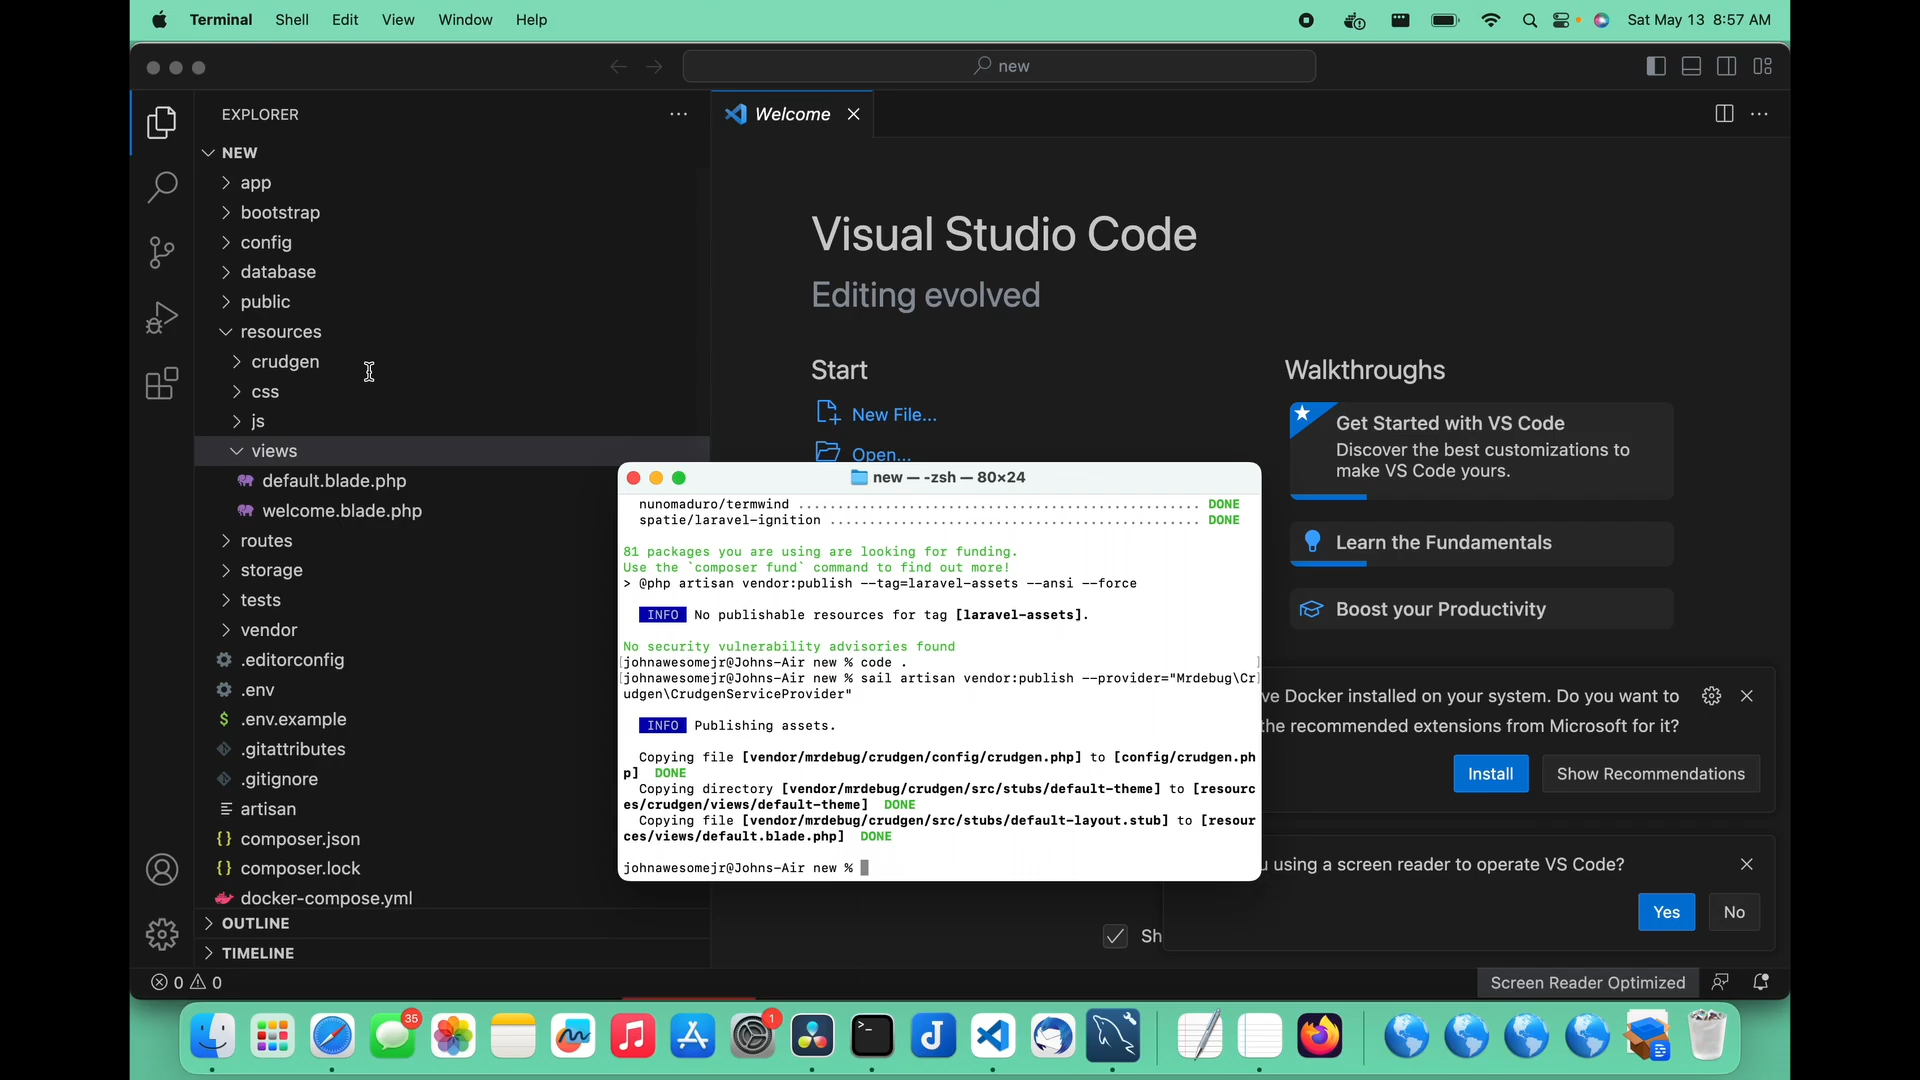 Terminal Shell Edit View Window Help Sat May 13 8:57 AM
new
EXPLORER
Welcome
NEW
app
bootstrap
config
database
public
resources
crudgen
css
js
views
default.blade.php
welcome.blade.php
routes
storage
tests
vendor
.editorconfig
.env
$ .env.example
.gitattributes
.gitignore
artisan
{} composer.json
{} composer.lock
docker-compose.yml
OUTLINE
TIMELINE
Visual Studio Code
Editing evolved
Start
New File...
Open...
Walkthroughs
Get Started with VS Code
Discover the best customizations to
make VS Code yours.
Learn the Fundamentals
Boost your Productivity
new — -zsh — 80×24
nunomaduro/termwind .................................................. DONE
spatie/laravel-ignition .............................................. DONE
81 packages you are using are looking for funding.
Use the `composer fund` command to find out more!
> @php artisan vendor:publish --tag=laravel-assets --ansi --force
INFO No publishable resources for tag [laravel-assets].
No security vulnerability advisories found
[johnawesomejr@Johns-Air new % code . ]
[johnawesomejr@Johns-Air new % sail artisan vendor:publish --provider="Mrdebug\Cr]
udgen\CrudgenServiceProvider"
INFO Publishing assets.
Copying file [vendor/mrdebug/crudgen/config/crudgen.php] to [config/crudgen.ph
p] DONE
Copying directory [vendor/mrdebug/crudgen/src/stubs/default-theme] to [resourc
es/crudgen/views/default-theme] DONE
Copying file [vendor/mrdebug/crudgen/src/stubs/default-layout.stub] to [resour
ces/views/default.blade.php] DONE
johnawesomejr@Johns-Air new %
ve Docker installed on your system. Do you want to
the recommended extensions from Microsoft for it?
Install Show Recommendations
u using a screen reader to operate VS Code?
Yes No
Sh
0 0
Screen Reader Optimized
35
1